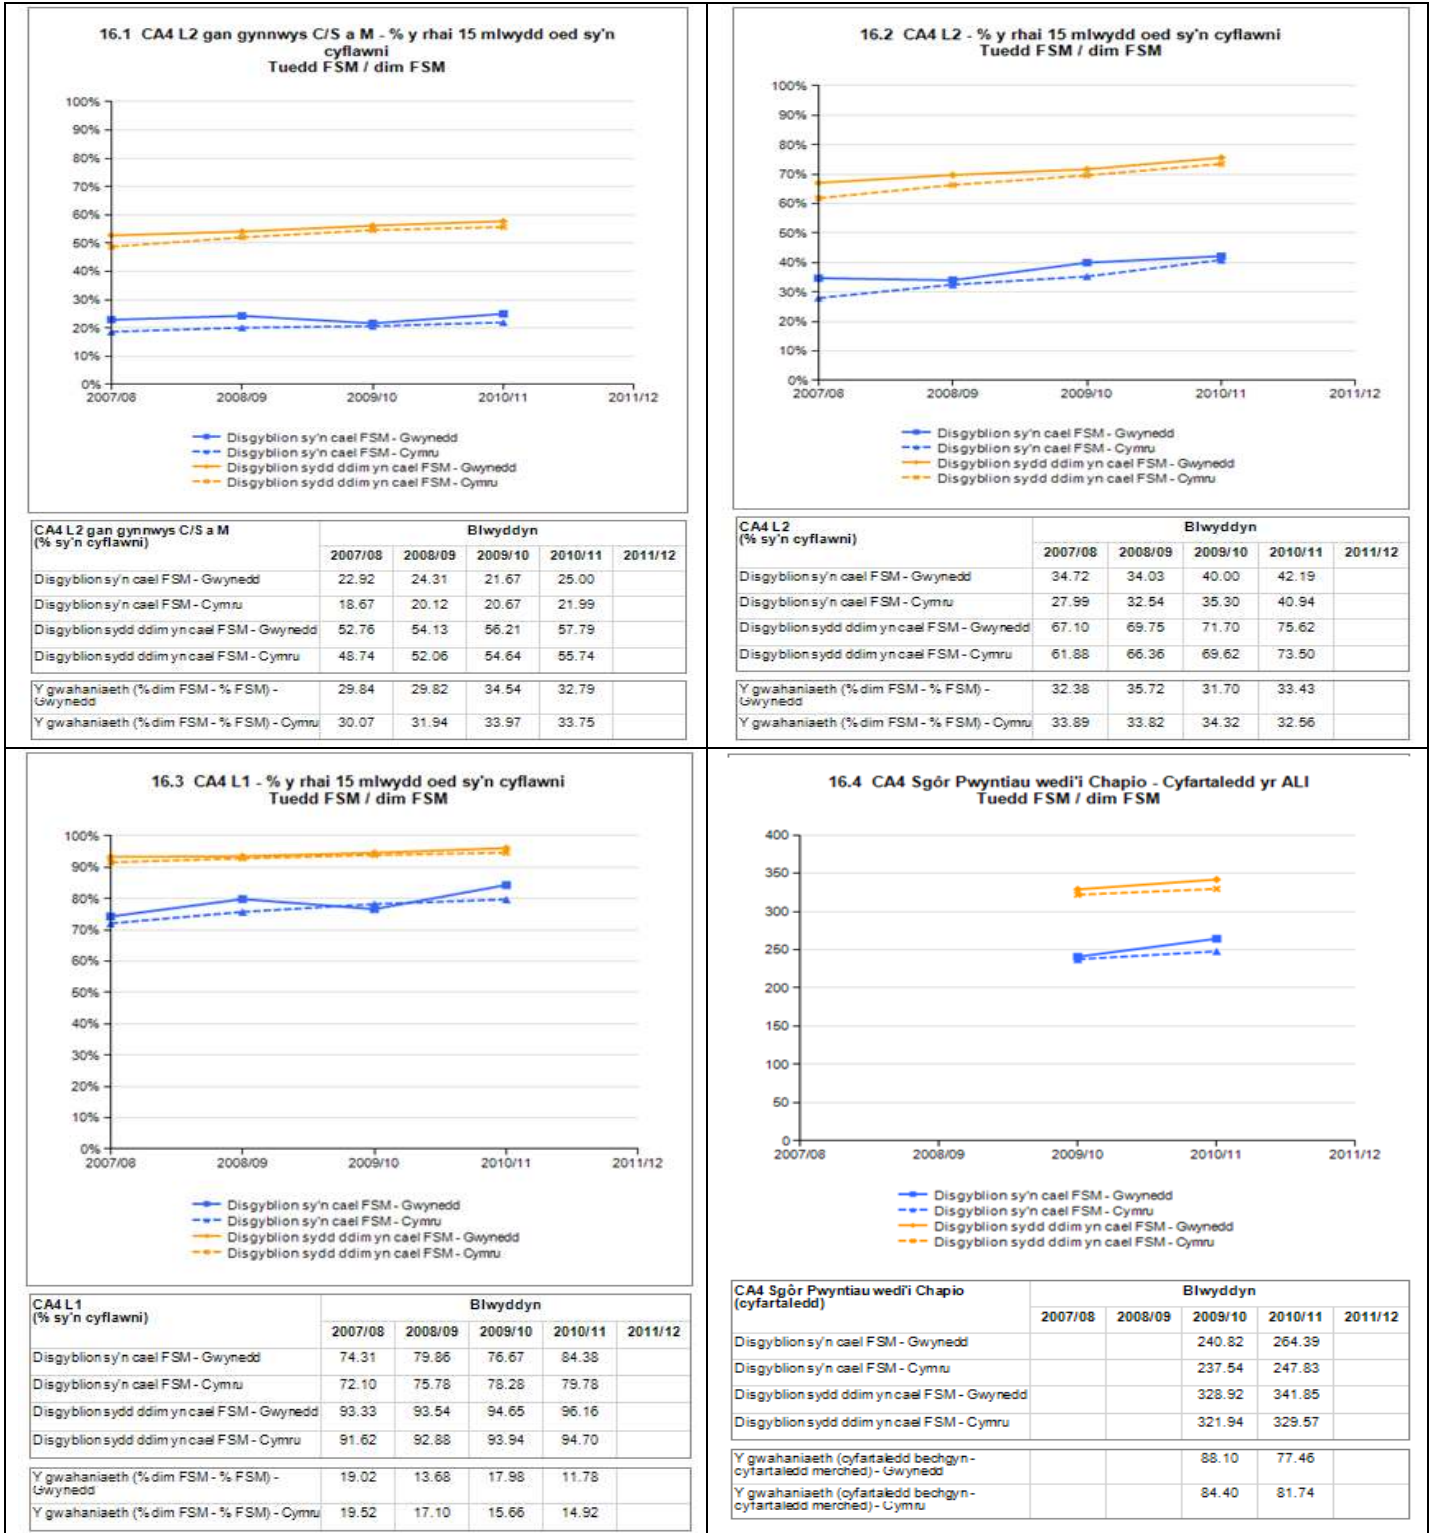 16.1 CA4 L2 gan gynnwys C/S a M - % y rhai 15 mlwydd oed sy'n
cyflawni
Tuedd FSM / dim FSM
100%
90%
80%
70%
60%
50%
40%
30%
20%
10%
0%
2007/08 2008/09 2009/10 2010/11 2011/12
Disgyblion sy'n cael FSM - Gwynedd
Disgyblion sy'n cael FSM - Cymru
Disgyblion sydd ddim yn cael FSM - Gwynedd
Disgyblion sydd ddim yn cael FSM - Cymru
CA4 L2 gan gynnwys C/S a M
(% sy'n cyflawni)
Blwyddyn
2007/08 2008/09 2009/10 2010/11 2011/12
Disgyblion sy'n cael FSM - Gwynedd 22.92 24.31 21.67 25.00
Disgyblion sy'n cael FSM - Cymru 18.67 20.12 20.67 21.99
Disgyblion sydd ddim yn cael FSM - Gwynedd 52.76 54.13 56.21 57.79
Disgyblion sydd ddim yn cael FSM - Cymru 48.74 52.06 54.64 55.74
Y gwahaniaeth (% dim FSM - % FSM) -
Gwynedd 29.84 29.82 34.54 32.79
Y gwahaniaeth (% dim FSM - % FSM) - Cymru 30.07 31.94 33.97 33.75
16.2 CA4 L2 - % y rhai 15 mlwydd oed sy'n cyflawni
Tuedd FSM / dim FSM
100%
90%
80%
70%
60%
50%
40%
30%
20%
10%
0%
2007/08 2008/09 2009/10 2010/11 2011/12
Disgyblion sy'n cael FSM - Gwynedd
Disgyblion sy'n cael FSM - Cymru
Disgyblion sydd ddim yn cael FSM - Gwynedd
Disgyblion sydd ddim yn cael FSM - Cymru
CA4 L2
(% sy'n cyflawni)
Blwyddyn
2007/08 2008/09 2009/10 2010/11 2011/12
Disgyblion sy'n cael FSM - Gwynedd 34.72 34.03 40.00 42.19
Disgyblion sy'n cael FSM - Cymru 27.99 32.54 35.30 40.94
Disgyblion sydd ddim yn cael FSM - Gwynedd 67.10 69.75 71.70 75.62
Disgyblion sydd ddim yn cael FSM - Cymru 61.88 66.36 69.62 73.50
Y gwahaniaeth (% dim FSM - % FSM) -
Gwynedd 32.38 35.72 31.70 33.43
Y gwahaniaeth (% dim FSM - % FSM) - Cymru 33.89 33.82 34.32 32.56
16.3 CA4 L1 - % y rhai 15 mlwydd oed sy'n cyflawni
Tuedd FSM / dim FSM
100%
90%
80%
70%
60%
50%
40%
30%
20%
10%
0%
2007/08 2008/09 2009/10 2010/11 2011/12
Disgyblion sy'n cael FSM - Gwynedd
Disgyblion sy'n cael FSM - Cymru
Disgyblion sydd ddim yn cael FSM - Gwynedd
Disgyblion sydd ddim yn cael FSM - Cymru
CA4 L1
(% sy'n cyflawni)
Blwyddyn
2007/08 2008/09 2009/10 2010/11 2011/12
Disgyblion sy'n cael FSM - Gwynedd 74.31 79.86 76.67 84.38
Disgyblion sy'n cael FSM - Cymru 72.10 75.78 78.28 79.78
Disgyblion sydd ddim yn cael FSM - Gwynedd 93.33 93.54 94.65 96.16
Disgyblion sydd ddim yn cael FSM - Cymru 91.62 92.88 93.94 94.70
Y gwahaniaeth (% dim FSM - % FSM) -
Gwynedd 19.02 13.68 17.98 11.78
Y gwahaniaeth (% dim FSM - % FSM) - Cymru 19.52 17.10 15.66 14.92
16.4 CA4 Sgôr Pwyntiau wedi'i Chapio - Cyfartaledd yr ALl
Tuedd FSM / dim FSM
400
350
300
250
200
150
100
50
0
2007/08 2008/09 2009/10 2010/11 2011/12
Disgyblion sy'n cael FSM - Gwynedd
Disgyblion sy'n cael FSM - Cymru
Disgyblion sydd ddim yn cael FSM - Gwynedd
Disgyblion sydd ddim yn cael FSM - Cymru
CA4 Sgôr Pwyntiau wedi'i Chapio
(cyfartaledd)
Blwyddyn
2007/08 2008/09 2009/10 2010/11 2011/12
Disgyblion sy'n cael FSM - Gwynedd 240.82 264.39
Disgyblion sy'n cael FSM - Cymru 237.54 247.83
Disgyblion sydd ddim yn cael FSM - Gwynedd 328.92 341.85
Disgyblion sydd ddim yn cael FSM - Cymru 321.94 329.57
Y gwahaniaeth (cyfartaledd bechgyn -
cyfartaledd merched) - Gwynedd 88.10 77.46
Y gwahaniaeth (cyfartaledd bechgyn -
cyfartaledd merched) - Cymru 84.40 81.74